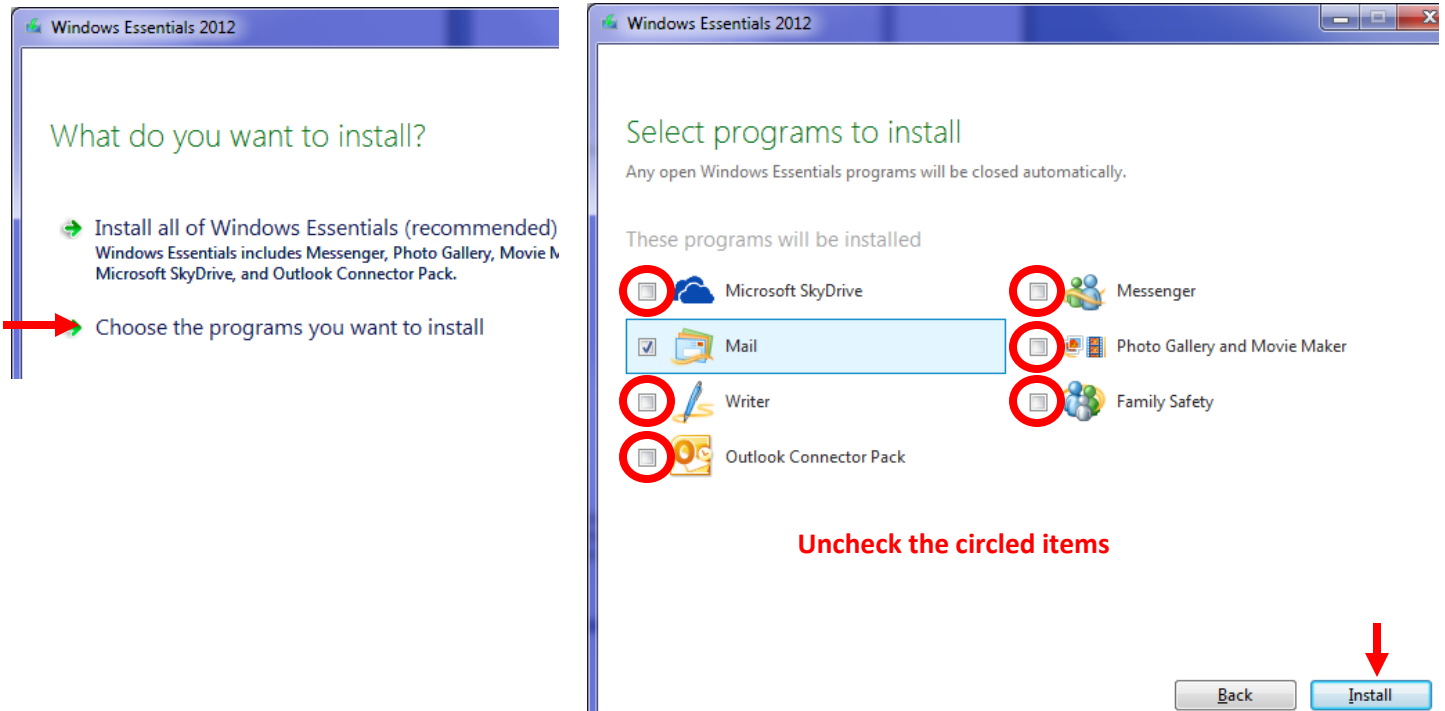 Windows Essentials 2012
What do you want to install?
Install all of Windows Essentials (recommended)
Windows Essentials includes Messenger, Photo Gallery, Movie M
Microsoft SkyDrive, and Outlook Connector Pack.
Choose the programs you want to install
Windows Essentials 2012
Select programs to install
Any open Windows Essentials programs will be closed automatically.
These programs will be installed
Microsoft SkyDrive
Messenger
Mail
Photo Gallery and Movie Maker
Writer
Family Safety
Outlook Connector Pack
Uncheck the circled items
Back
Install